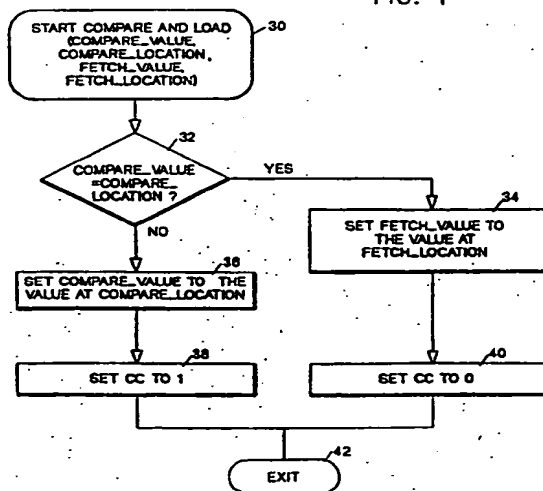 FIG. 1
START COMPARE AND LOAD
(COMPARE_VALUE,
COMPARE_LOCATION,
FETCH_VALUE,
FETCH_LOCATION)
30
COMPARE_VALUE
=COMPARE_
LOCATION ?
32
YES
NO
34
SET FETCH_VALUE TO
THE VALUE AT
FETCH_LOCATION
36
SET COMPARE_VALUE TO THE
VALUE AT COMPARE_LOCATION
38
SET CC TO 1
40
SET CC TO 0
42
EXIT